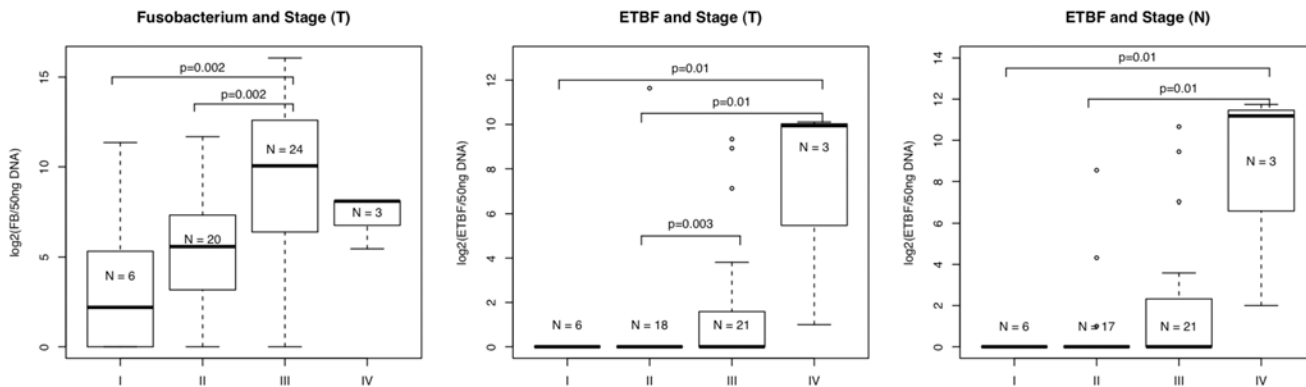 Fusobacterium and Stage (T)
log2(FB/50ng DNA)
15
10
5
0
p=0.002
p=0.002
N = 6
N = 20
N = 24
N = 3
I
II
III
IV
ETBF and Stage (T)
log2(ETBF/50ng DNA)
12
10
8
6
4
2
0
p=0.01
p=0.01
p=0.003
N = 6
N = 18
N = 21
N = 3
I
II
III
IV
ETBF and Stage (N)
log2(ETBF/50ng DNA)
14
12
10
8
6
4
2
0
p=0.01
p=0.01
N = 6
N = 17
N = 21
N = 3
I
II
III
IV